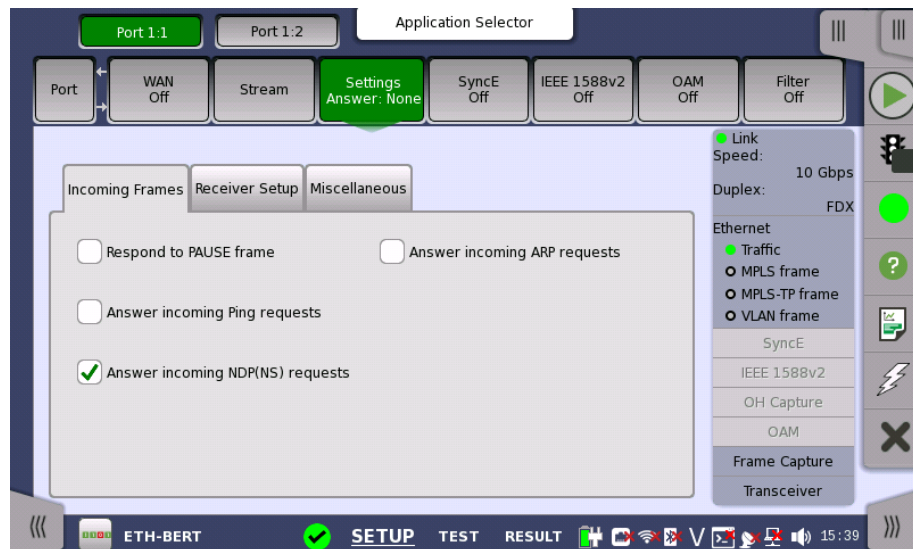 Application Selector
Port 1:1
Port 1:2
Port
WAN
Off
Stream
Settings
Answer: None
SyncE
Off
IEEE 1588v2
Off
OAM
Off
Filter
Off
Incoming Frames
Receiver Setup
Miscellaneous
Respond to PAUSE frame
Answer incoming ARP requests
Answer incoming Ping requests
Answer incoming NDP(NS) requests
Link
Speed:
10 Gbps
Duplex:
FDX
Ethernet
Traffic
MPLS frame
MPLS-TP frame
VLAN frame
SyncE
IEEE 1588v2
OH Capture
OAM
Frame Capture
Transceiver
ETH-BERT
SETUP
TEST
RESULT
V
15:39